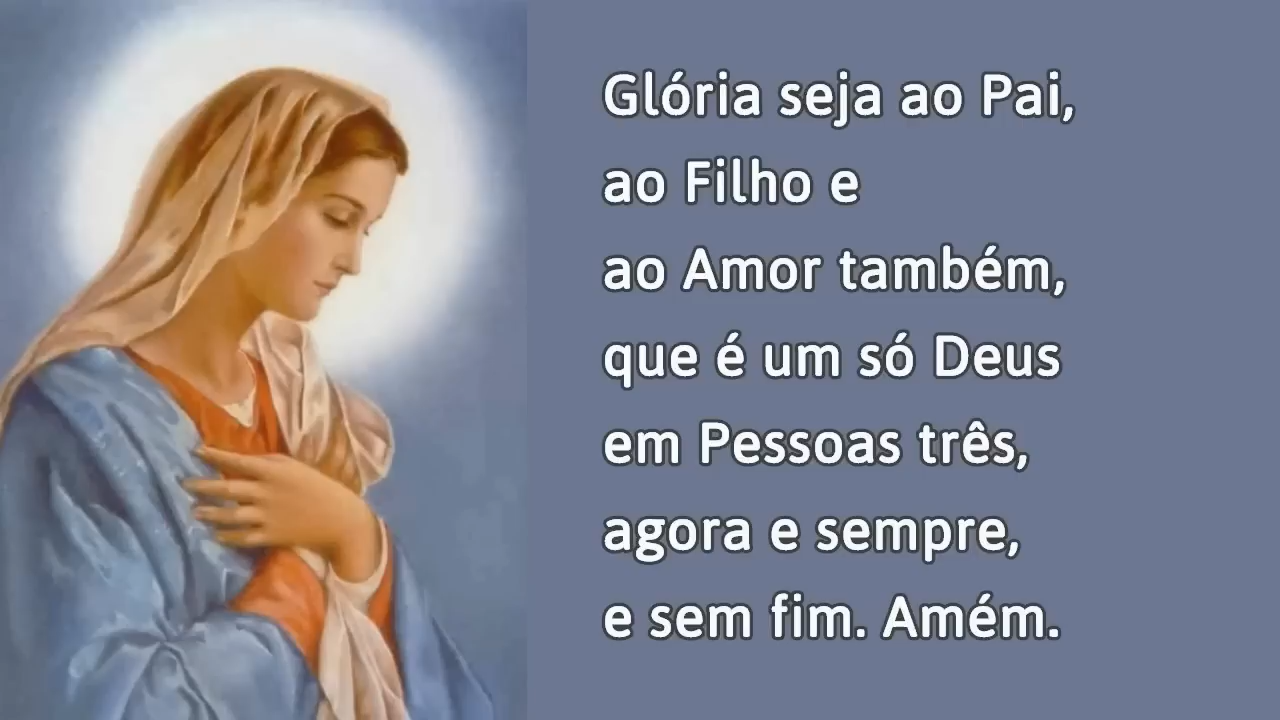 Glória seja ao Pai,
ao Filho e
ao Amor também,
que é um só Deus
em Pessoas três,
agora e sempre,
e sem fim. Amém.